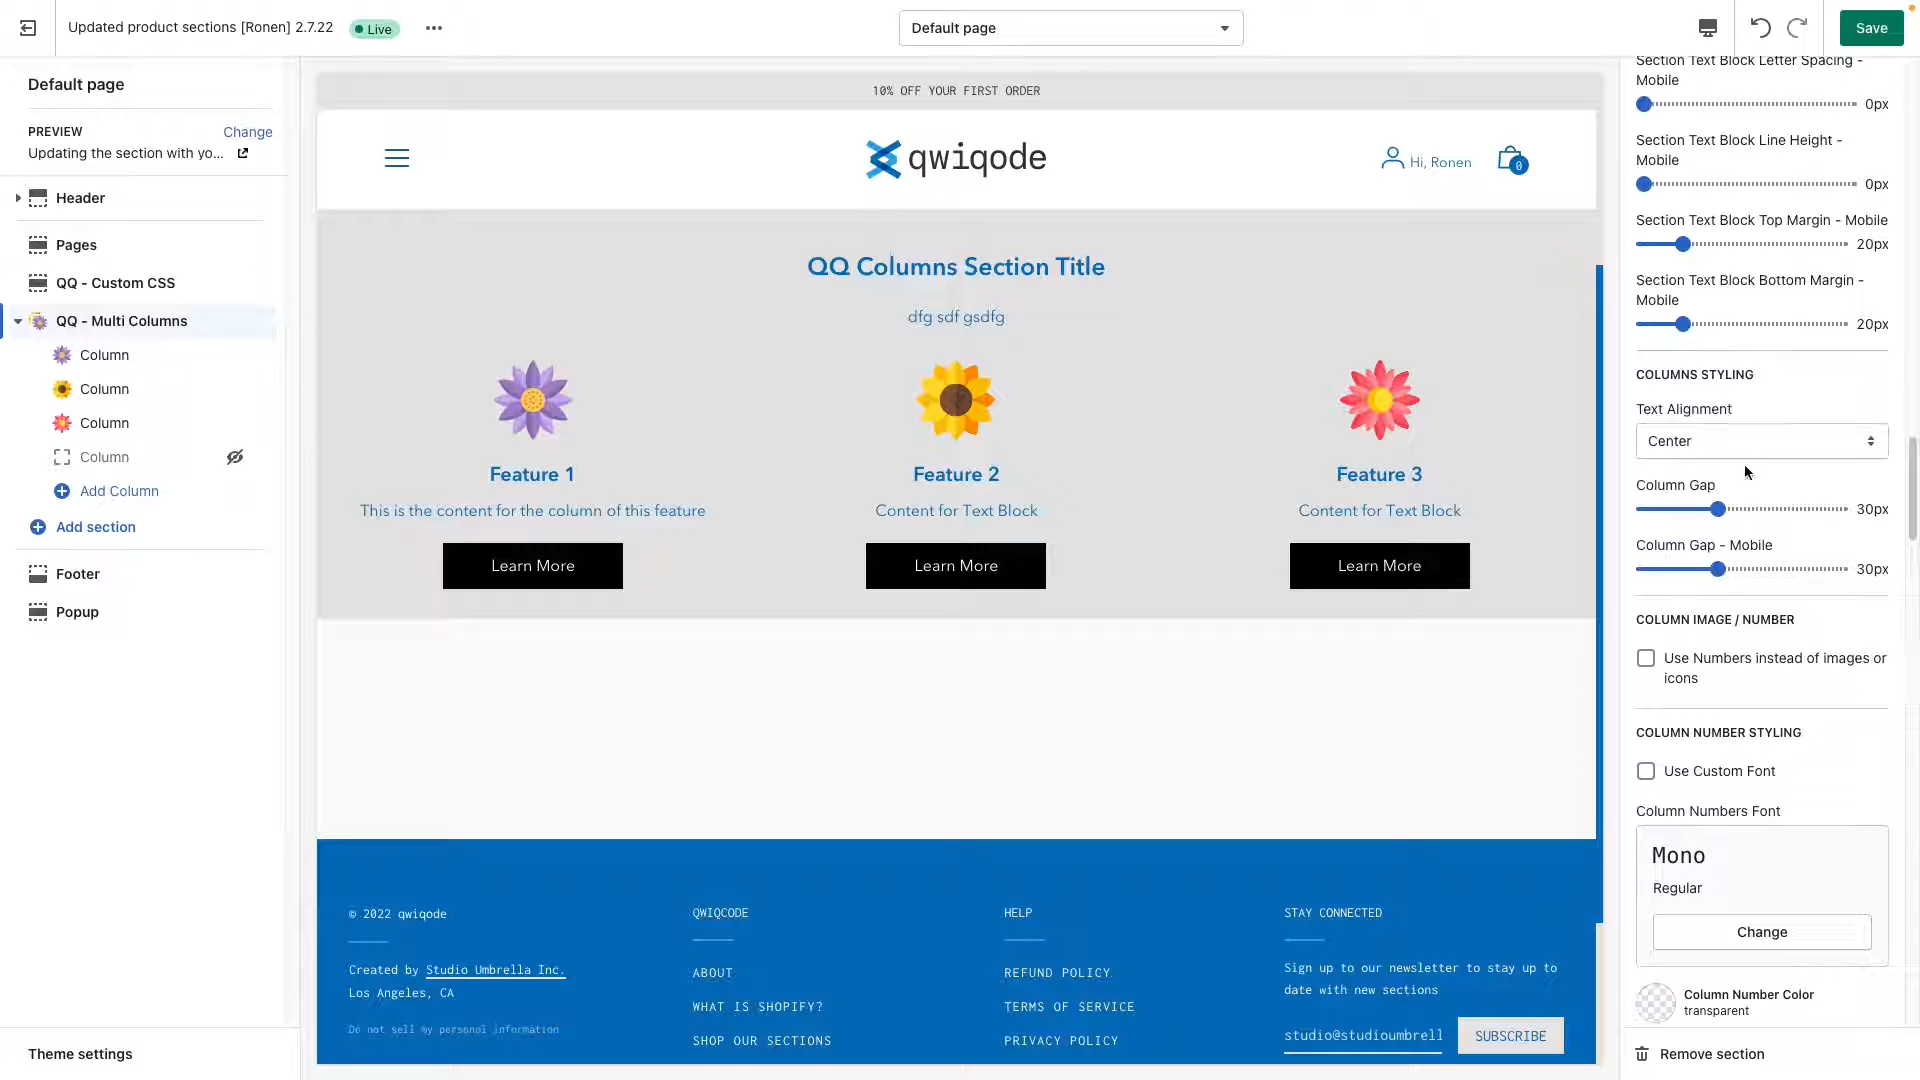 Updated product sections [Ronen] 2.7.22
Live
Default page
Save
Default page
PREVIEW
Change
Updating the section with yo...
Header
Pages
QQ - Custom CSS
QQ - Multi Columns
Column
Column
Column
Column
Add Column
Add section
Footer
Popup
Theme settings
10% OFF YOUR FIRST ORDER
qwiqode
Hi, Ronen
0
QQ Columns Section Title
dfg sdf gsdfg
Feature 1
This is the content for the column of this feature
Learn More
Feature 2
Content for Text Block
Learn More
Feature 3
Content for Text Block
Learn More
© 2022 qwiqode
Created by Studio Umbrella Inc.
Los Angeles, CA
Do not sell my personal information
QWIQCODE
ABOUT
WHAT IS SHOPIFY?
SHOP OUR SECTIONS
HELP
REFUND POLICY
TERMS OF SERVICE
PRIVACY POLICY
STAY CONNECTED
Sign up to our newsletter to stay up to
date with new sections
studio@studioumbrell
SUBSCRIBE
Section Text Block Letter Spacing -
Mobile
0px
Section Text Block Line Height -
Mobile
0px
Section Text Block Top Margin - Mobile
20px
Section Text Block Bottom Margin -
Mobile
20px
COLUMNS STYLING
Text Alignment
Center
Column Gap
30px
Column Gap - Mobile
30px
COLUMN IMAGE / NUMBER
Use Numbers instead of images or
icons
COLUMN NUMBER STYLING
Use Custom Font
Column Numbers Font
Mono
Regular
Change
Column Number Color
transparent
Remove section